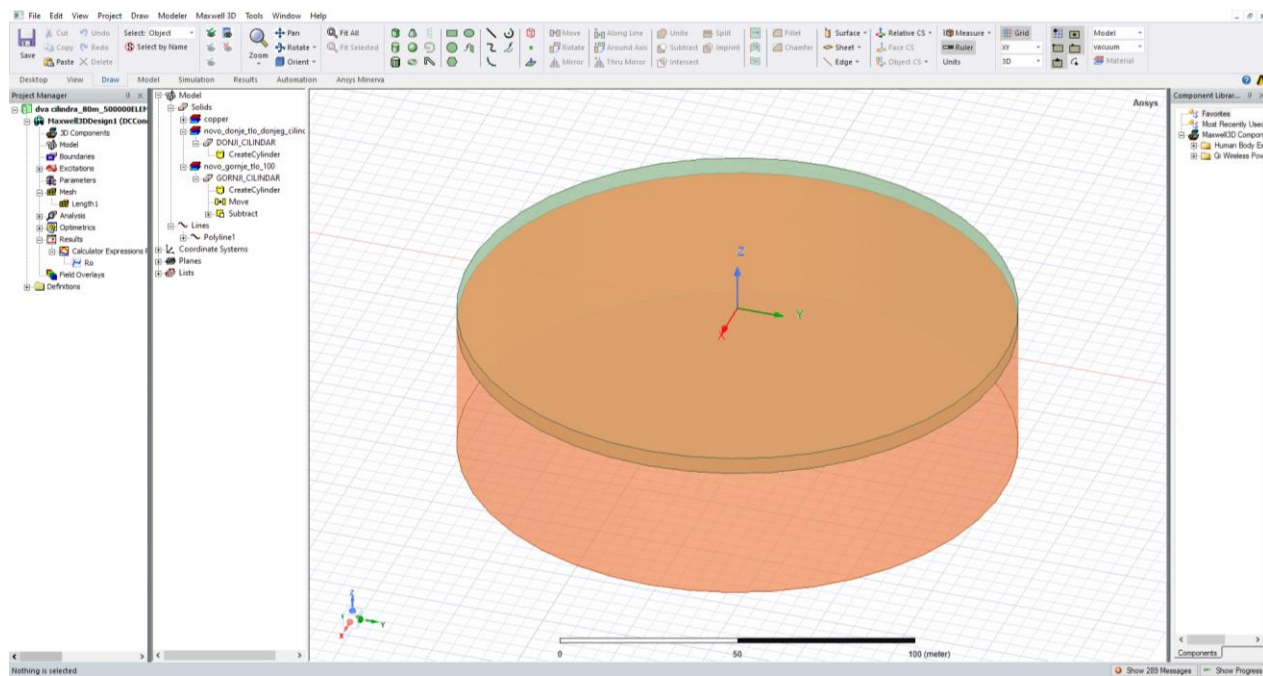 File Edit View Project Draw Modeler Maxwell 3D Tools Window Help
Save
Cut Undo
Copy Redo
Paste Delete
Select: Object
Select by Name
Zoom
Pan
Rotate
Orient
Fit All
Fit Selected
Move Along Line Unite Split
Rotate Around Axis Subtract Imprint
Mirror Thru Mirror Intersect
Fillet
Chamfer
Surface Relative CS
Sheet Face CS
Edge Object CS
Measure
Ruler
Units
Grid
XY
3D
Model
vacuum
Material
Desktop View Draw Model Simulation Results Automation Ansys Minerva
Project Manager
dva cilindra_80m_500000ELEM
Maxwell3DDesign1 (DCCon
3D Components
Model
Boundaries
Excitations
Parameters
Mesh
Length1
Analysis
Optimetrics
Results
Calculator Expressions
Ro
Field Overlays
Definitions
Model
Solids
copper
novo_donje_tlo_donjeg_cilinc
DONJI_CILINDAR
CreateCylinder
novo_gornje_tlo_100
GORNJI_CILINDAR
CreateCylinder
Move
Subtract
Lines
Polyline1
Coordinate Systems
Planes
Lists
Ansys
Z
Y
X
Z
Y
X
0 50 100 (meter)
Component Librar...
Favorites
Most Recently Used
Maxwell3D Compon
Human Body Ex
Qi Wireless Pow
Components
Nothing is selected
Show 289 Messages Show Progress